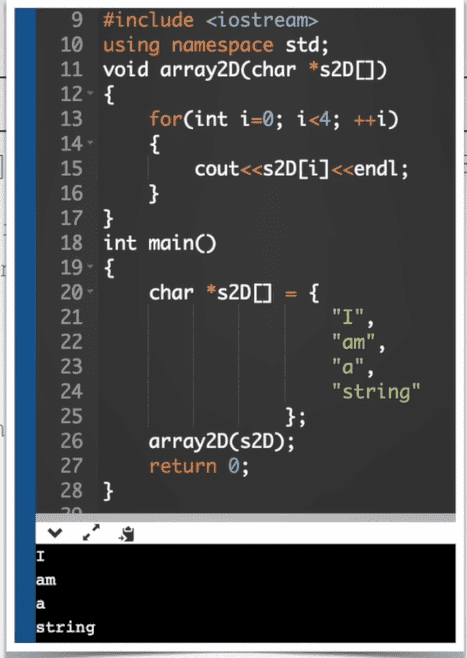 9 #include <iostream>
10 using namespace std;
11 void array2D(char *s2D[])
12 {
13 for(int i=0; i<4; ++i)
14 {
15 cout<<s2D[i]<<endl;
16 }
17 }
18 int main()
19 {
20 char *s2D[] = {
21 "I",
22 "am",
23 "a",
24 "string"
25 };
26 array2D(s2D);
27 return 0;
28 }
I
am
a
string